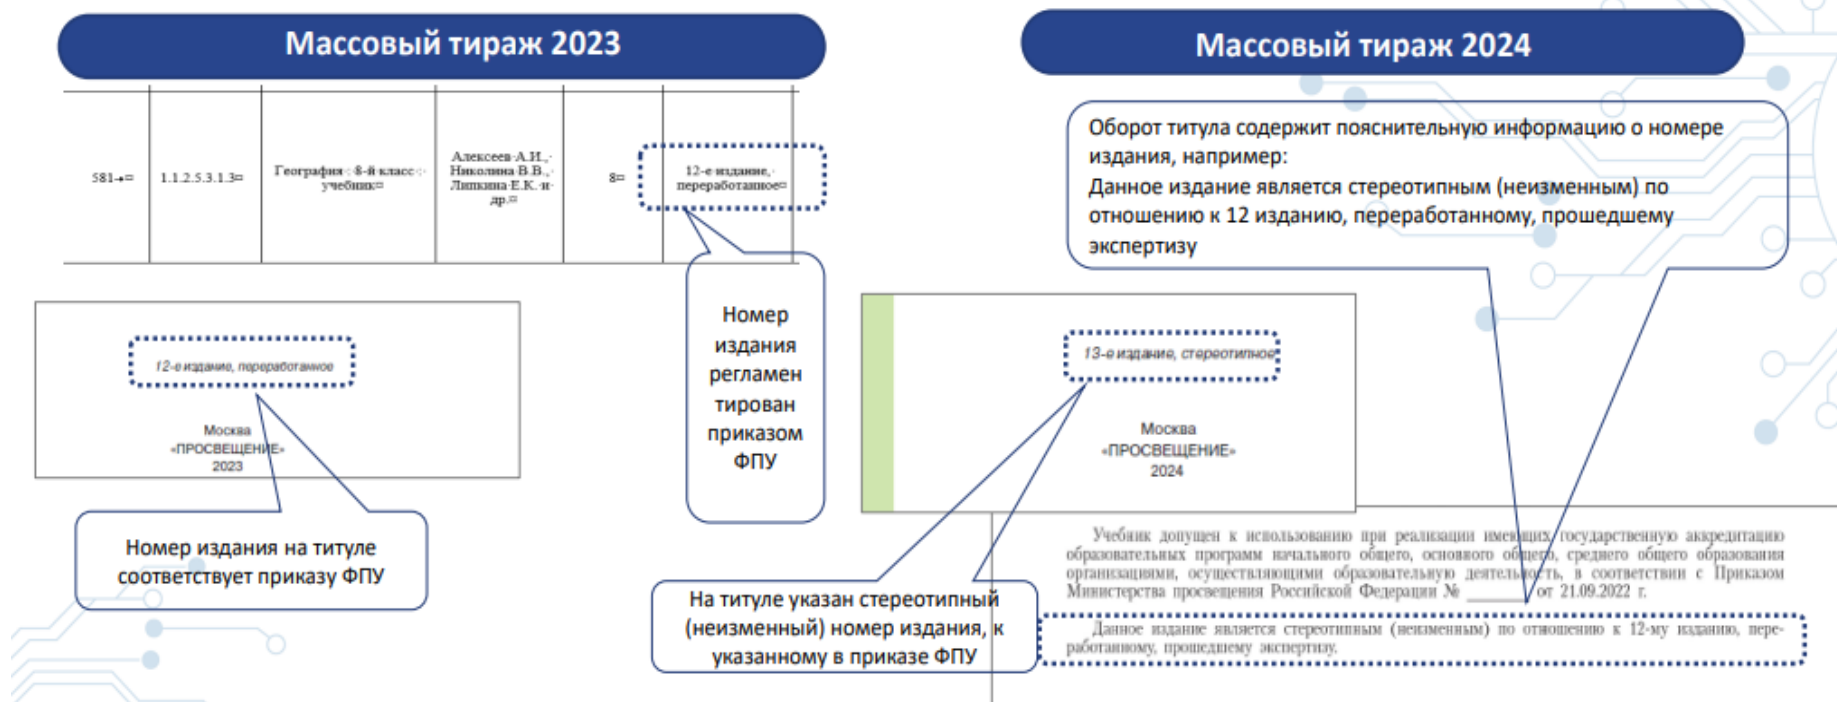 Массовый тираж 2023
581
1.1.2.5.3.1.3
География : 8-й класс :
учебник
Алексеев А.И.,
Николина В.В.,
Липкина Е.К. и
др.
8
12-е издание,
переработанное
Номер
издания
регламен
тирован
приказом
ФПУ
12-е издание, переработанное
Москва
«ПРОСВЕЩЕНИЕ»
2023
Номер издания на титуле
соответствует приказу ФПУ
Массовый тираж 2024
Оборот титула содержит пояснительную информацию о номере
издания, например:
Данное издание является стереотипным (неизменным) по
отношению к 12 изданию, переработанному, прошедшему
экспертизу
13-е издание, стереотипное
Москва
«ПРОСВЕЩЕНИЕ»
2024
На титуле указан стереотипный
(неизменный) номер издания, к
указанному в приказе ФПУ
Учебник допущен к использованию при реализации имеющих государственную аккредитацию
образовательных программ начального общего, основного общего, среднего общего образования
организациями, осуществляющими образовательную деятельность, в соответствии с Приказом
Министерства просвещения Российской Федерации № ________ от 21.09.2022 г.
Данное издание является стереотипным (неизменным) по отношению к 12-му изданию, пере-
работанному, прошедшему экспертизу.